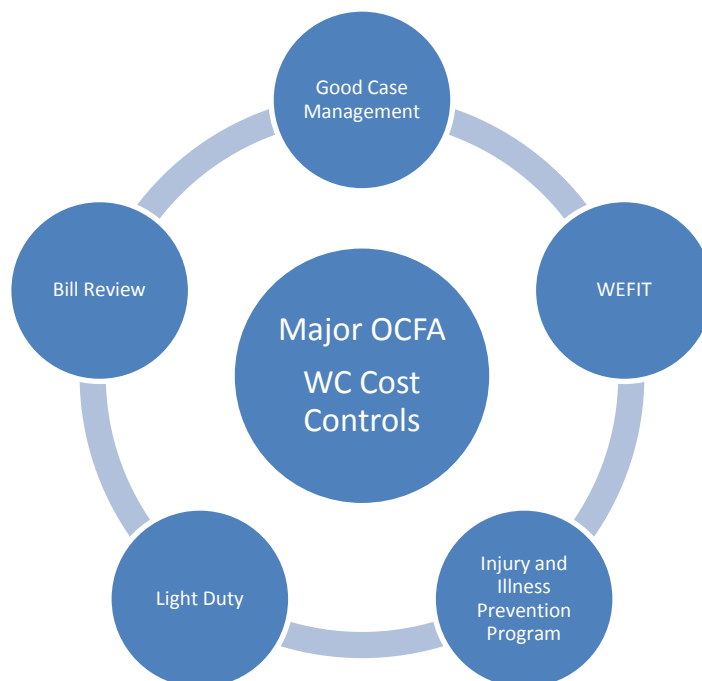 Good Case
Management
WEFIT
Injury and
Illness
Prevention
Program
Light Duty
Bill Review
Major OCFA
WC Cost
Controls